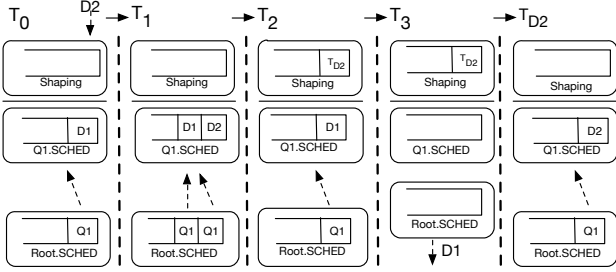 D2
T0 T1 T2 T3 TD2
TD2 TD2
Shaping Shaping Shaping Shaping Shaping
D1 D1 D2 D1 D2
Q1.SCHED Q1.SCHED Q1.SCHED Q1.SCHED Q1.SCHED
Q1 Q1 Q1 Q1 Q1
Root.SCHED Root.SCHED Root.SCHED Root.SCHED Root.SCHED
D1